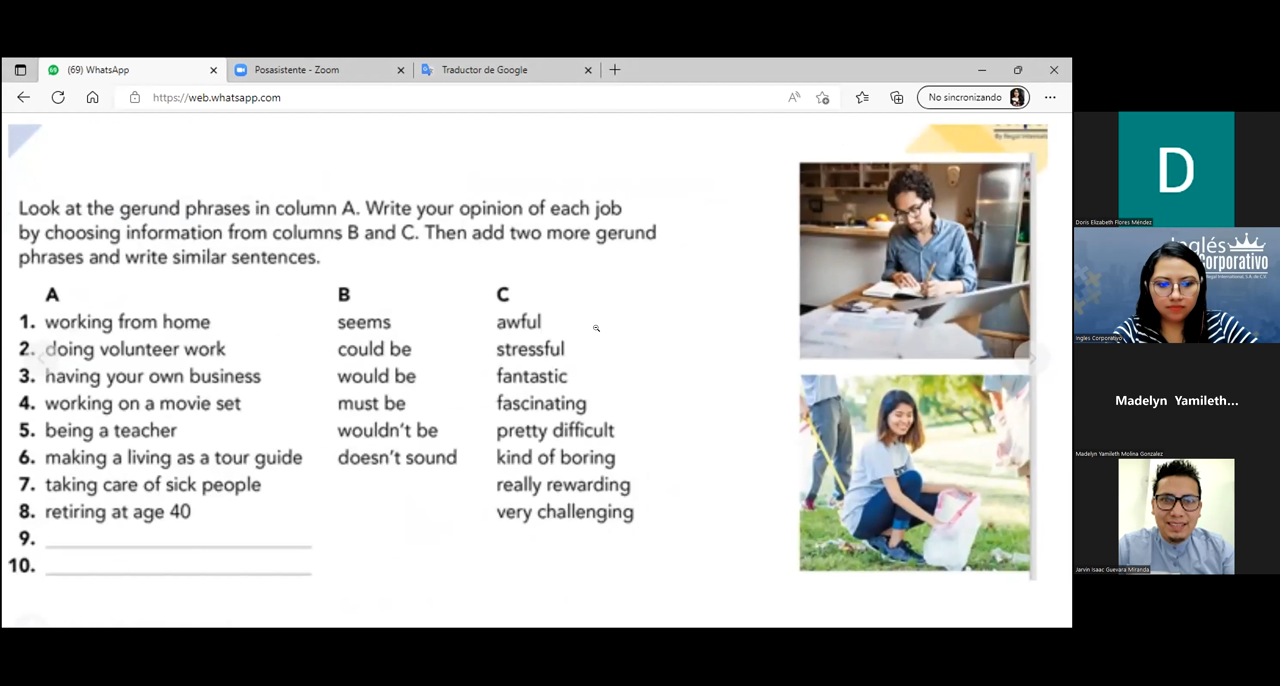 (69) WhatsApp
Posasistente - Zoom
Traductor de Google
https://web.whatsapp.com
No sincronizando
Look at the gerund phrases in column A. Write your opinion of each job
by choosing information from columns B and C. Then add two more gerund
phrases and write similar sentences.
A B C
1. working from home seems awful
2. doing volunteer work could be stressful
3. having your own business would be fantastic
4. working on a movie set must be fascinating
5. being a teacher wouldn't be pretty difficult
6. making a living as a tour guide doesn't sound kind of boring
7. taking care of sick people really rewarding
8. retiring at age 40 very challenging
9.
10.
D
Doris Elizabeth Flores Méndez
Inglés
Corporativo
Ingles Corporativo
Madelyn Yamileth...
Madelyn Yamileth Molina Gonzalez
Jarvin Isaac Guevara Miranda